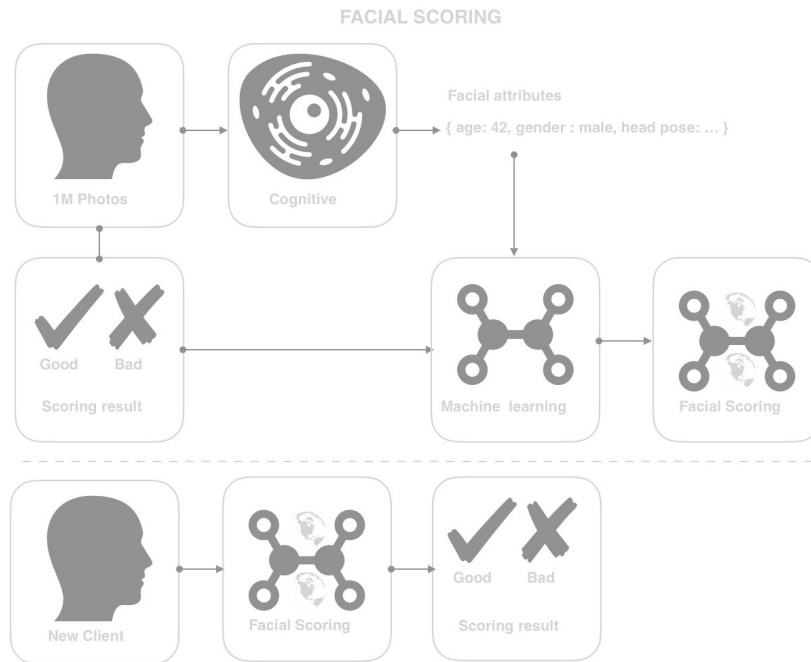 FACIAL SCORING
1M Photos
Cognitive
Facial attributes
{ age: 42, gender : male, head pose: ... }
Good Bad
Scoring result
Machine learning
Facial Scoring
New Client
Facial Scoring
Good Bad
Scoring result